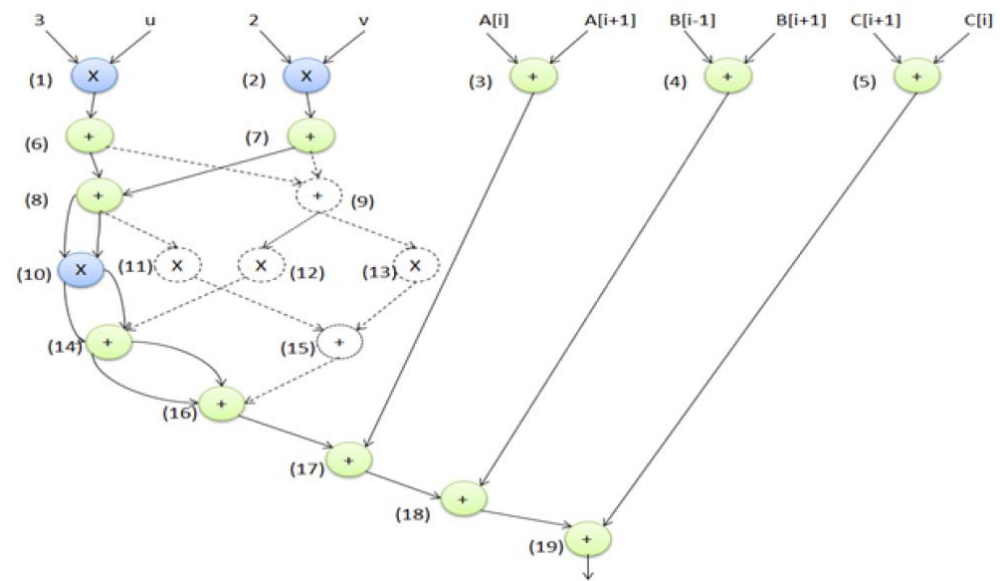 3 u 2 v A[i] A[i+1] B[i-1] B[i+1] C[i+1] C[i]
(1) X (2) X (3) + (4) + (5) +
(6) + (7) +
(8) + + (9)
(10) X (11) X X (12) (13) X
(14) + (15) +
(16) +
(17) +
(18) +
(19) +